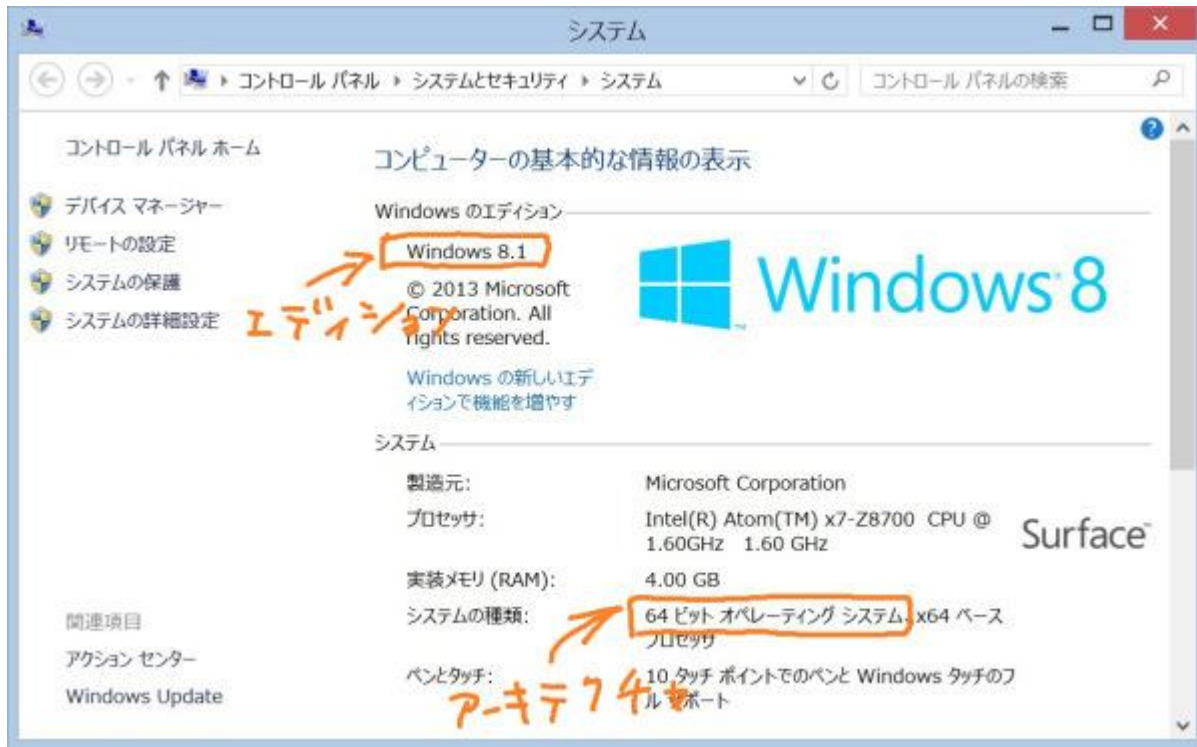 システム
コントロール パネル ▸ システムとセキュリティ ▸ システム
コントロール パネルの検索
コントロール パネル ホーム
デバイス マネージャー
リモートの設定
システムの保護
システムの詳細設定
コンピューターの基本的な情報の表示
Windows のエディション
Windows 8.1
© 2013 Microsoft
Corporation. All
rights reserved.
エディション
Windows の新しいエデ
ィションで機能を増やす
Windows 8
システム
製造元: Microsoft Corporation
プロセッサ: Intel(R) Atom(TM) x7-Z8700 CPU @
1.60GHz 1.60 GHz
Surface
実装メモリ (RAM): 4.00 GB
システムの種類: 64 ビット オペレーティング システム、x64 ベース
プロセッサ
ペンとタッチ: 10 タッチ ポイントでのペンと Windows タッチのフ
ル サポート
アーキテクチャ
関連項目
アクション センター
Windows Update